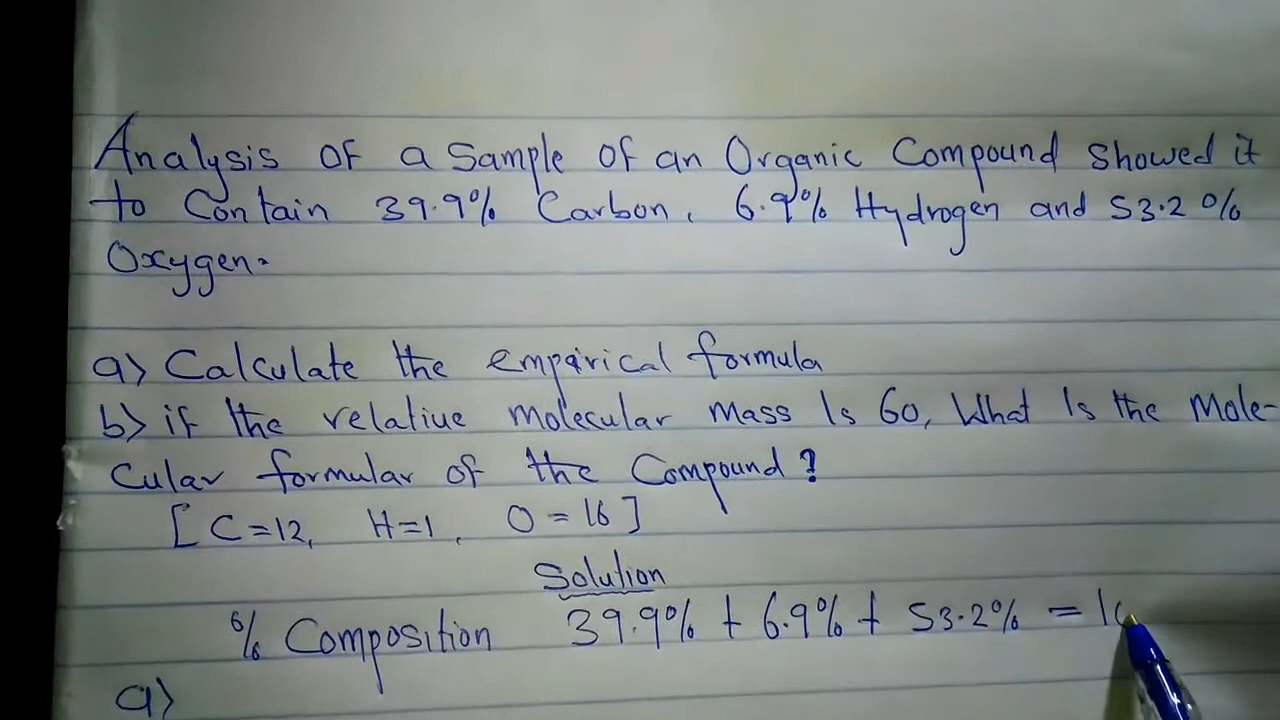 Analysis of a Sample of an Organic Compound Showed it
to Contain 39.9% Carbon, 6.9% Hydrogen and 53.2%
Oxygen.
a) Calculate the empirical formula
b) if the relative molecular mass Is 60, What Is the Mole-
cular formular of the Compound?
[C=12, H=1, O=16]
Solution
% Composition 39.9% + 6.9% + 53.2% = 10
a)